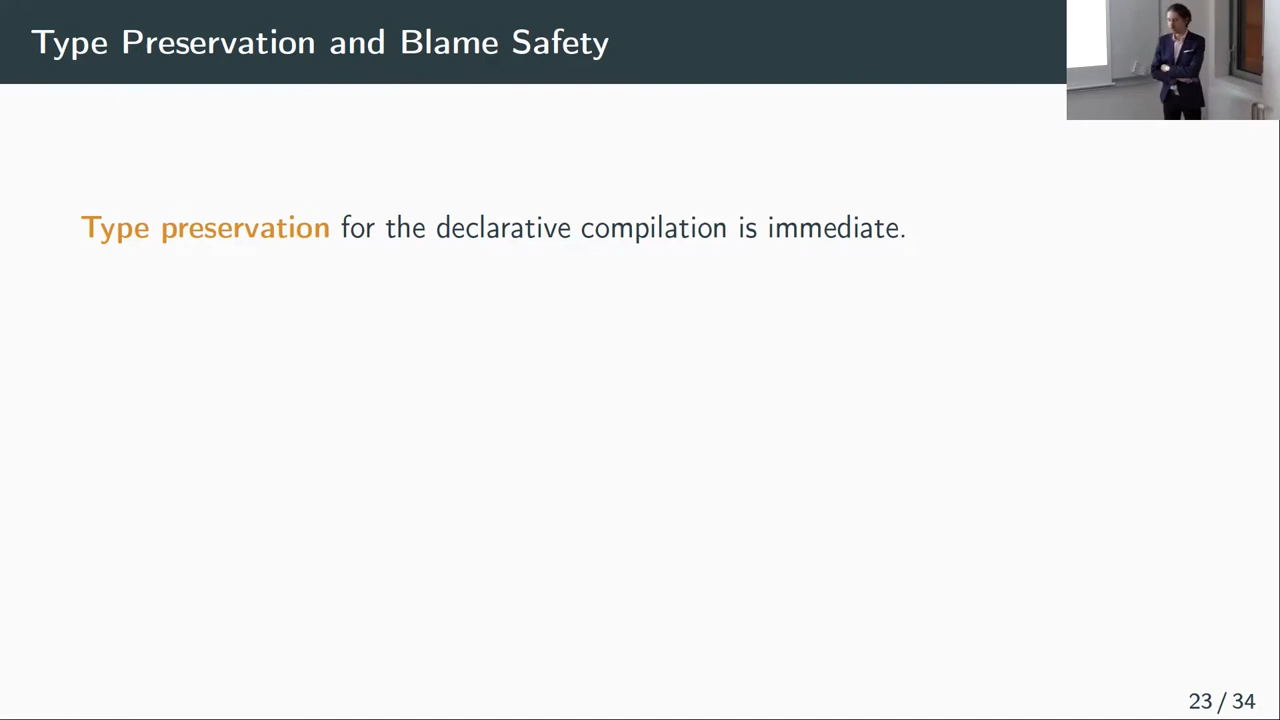 Type Preservation and Blame Safety
Type preservation for the declarative compilation is immediate.
23 / 34